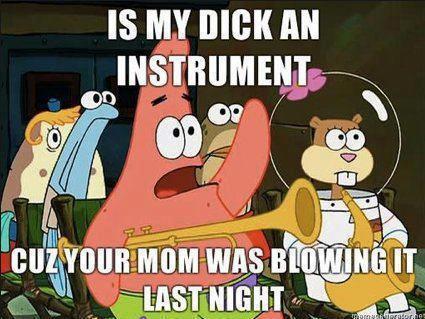 IS MY DICK AN
INSTRUMENT
CUZ YOUR MOM WAS BLOWING IT
LAST NIGHT